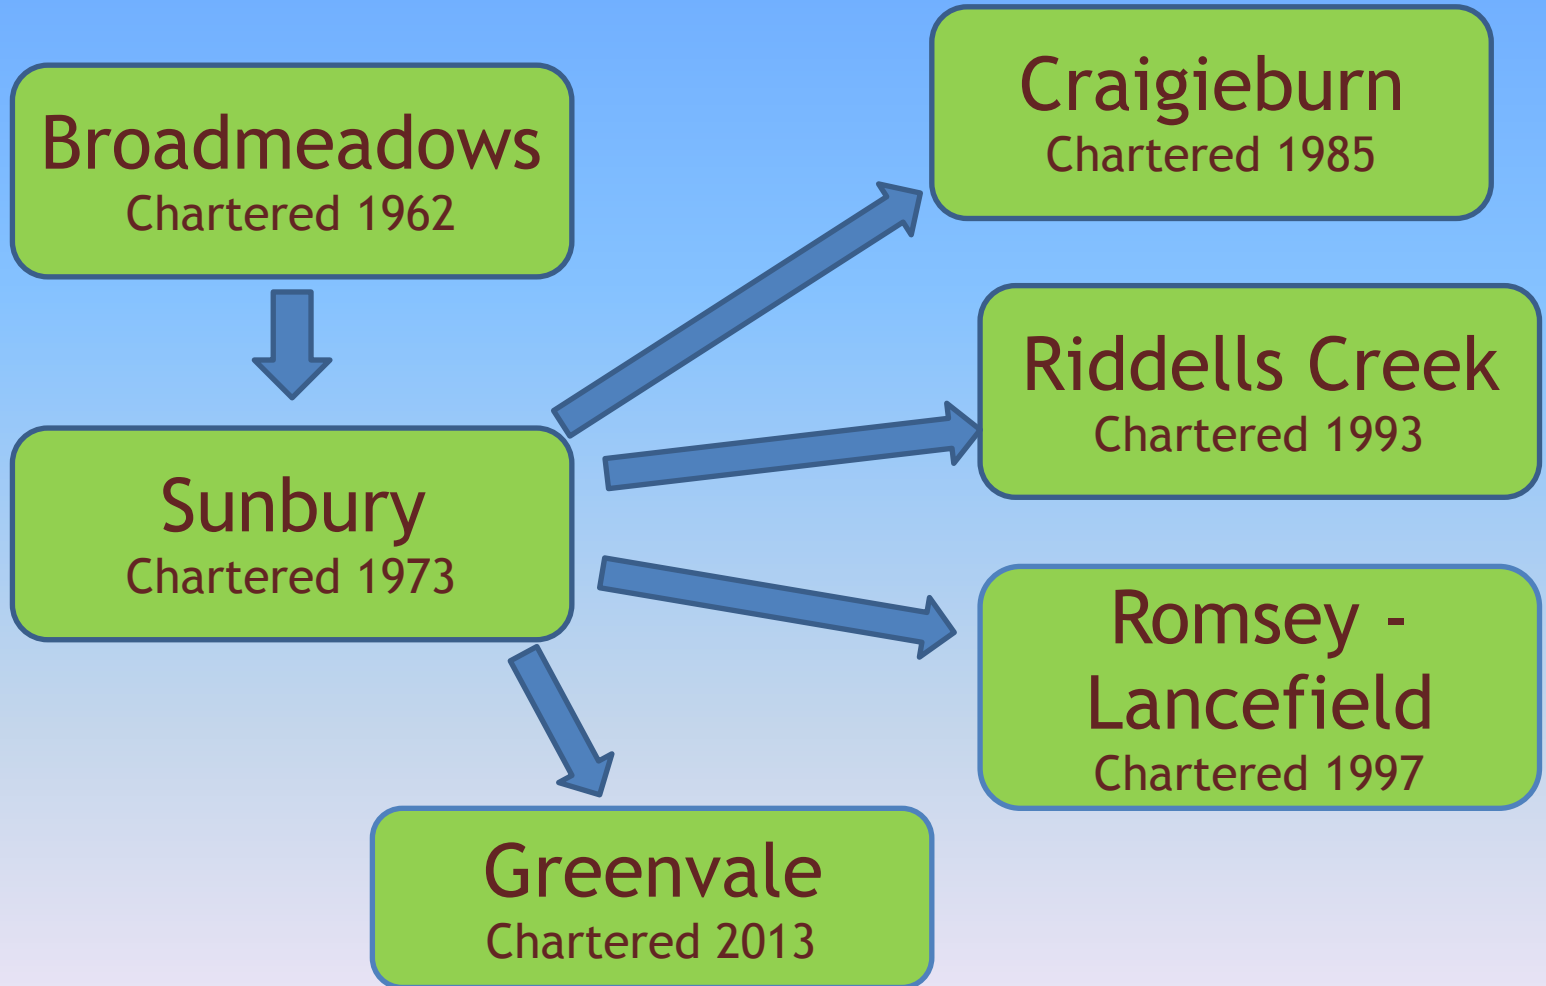 Broadmeadows
Chartered 1962
Craigieburn
Chartered 1985
Riddells Creek
Chartered 1993
Sunbury
Chartered 1973
Romsey -
Lancefield
Chartered 1997
Greenvale
Chartered 2013